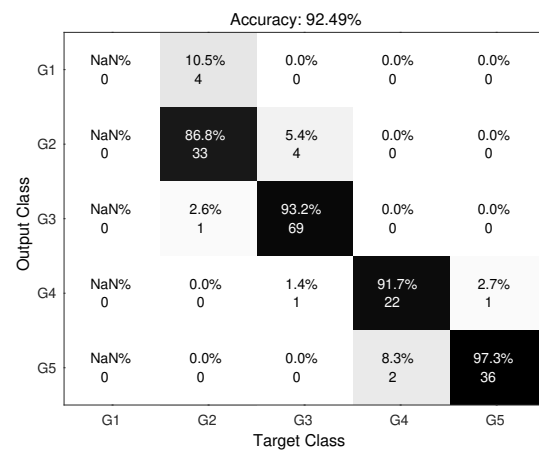 Accuracy: 92.49%
G1 NaN% 10.5% 0.0% 0.0% 0.0%
0 4 0 0 0
G2 NaN% 86.8% 5.4% 0.0% 0.0%
0 33 4 0 0
G3 NaN% 2.6% 93.2% 0.0% 0.0%
0 1 69 0 0
G4 NaN% 0.0% 1.4% 91.7% 2.7%
0 0 1 22 1
G5 NaN% 0.0% 0.0% 8.3% 97.3%
0 0 0 2 36
G1 G2 G3 G4 G5
Target Class
Output Class